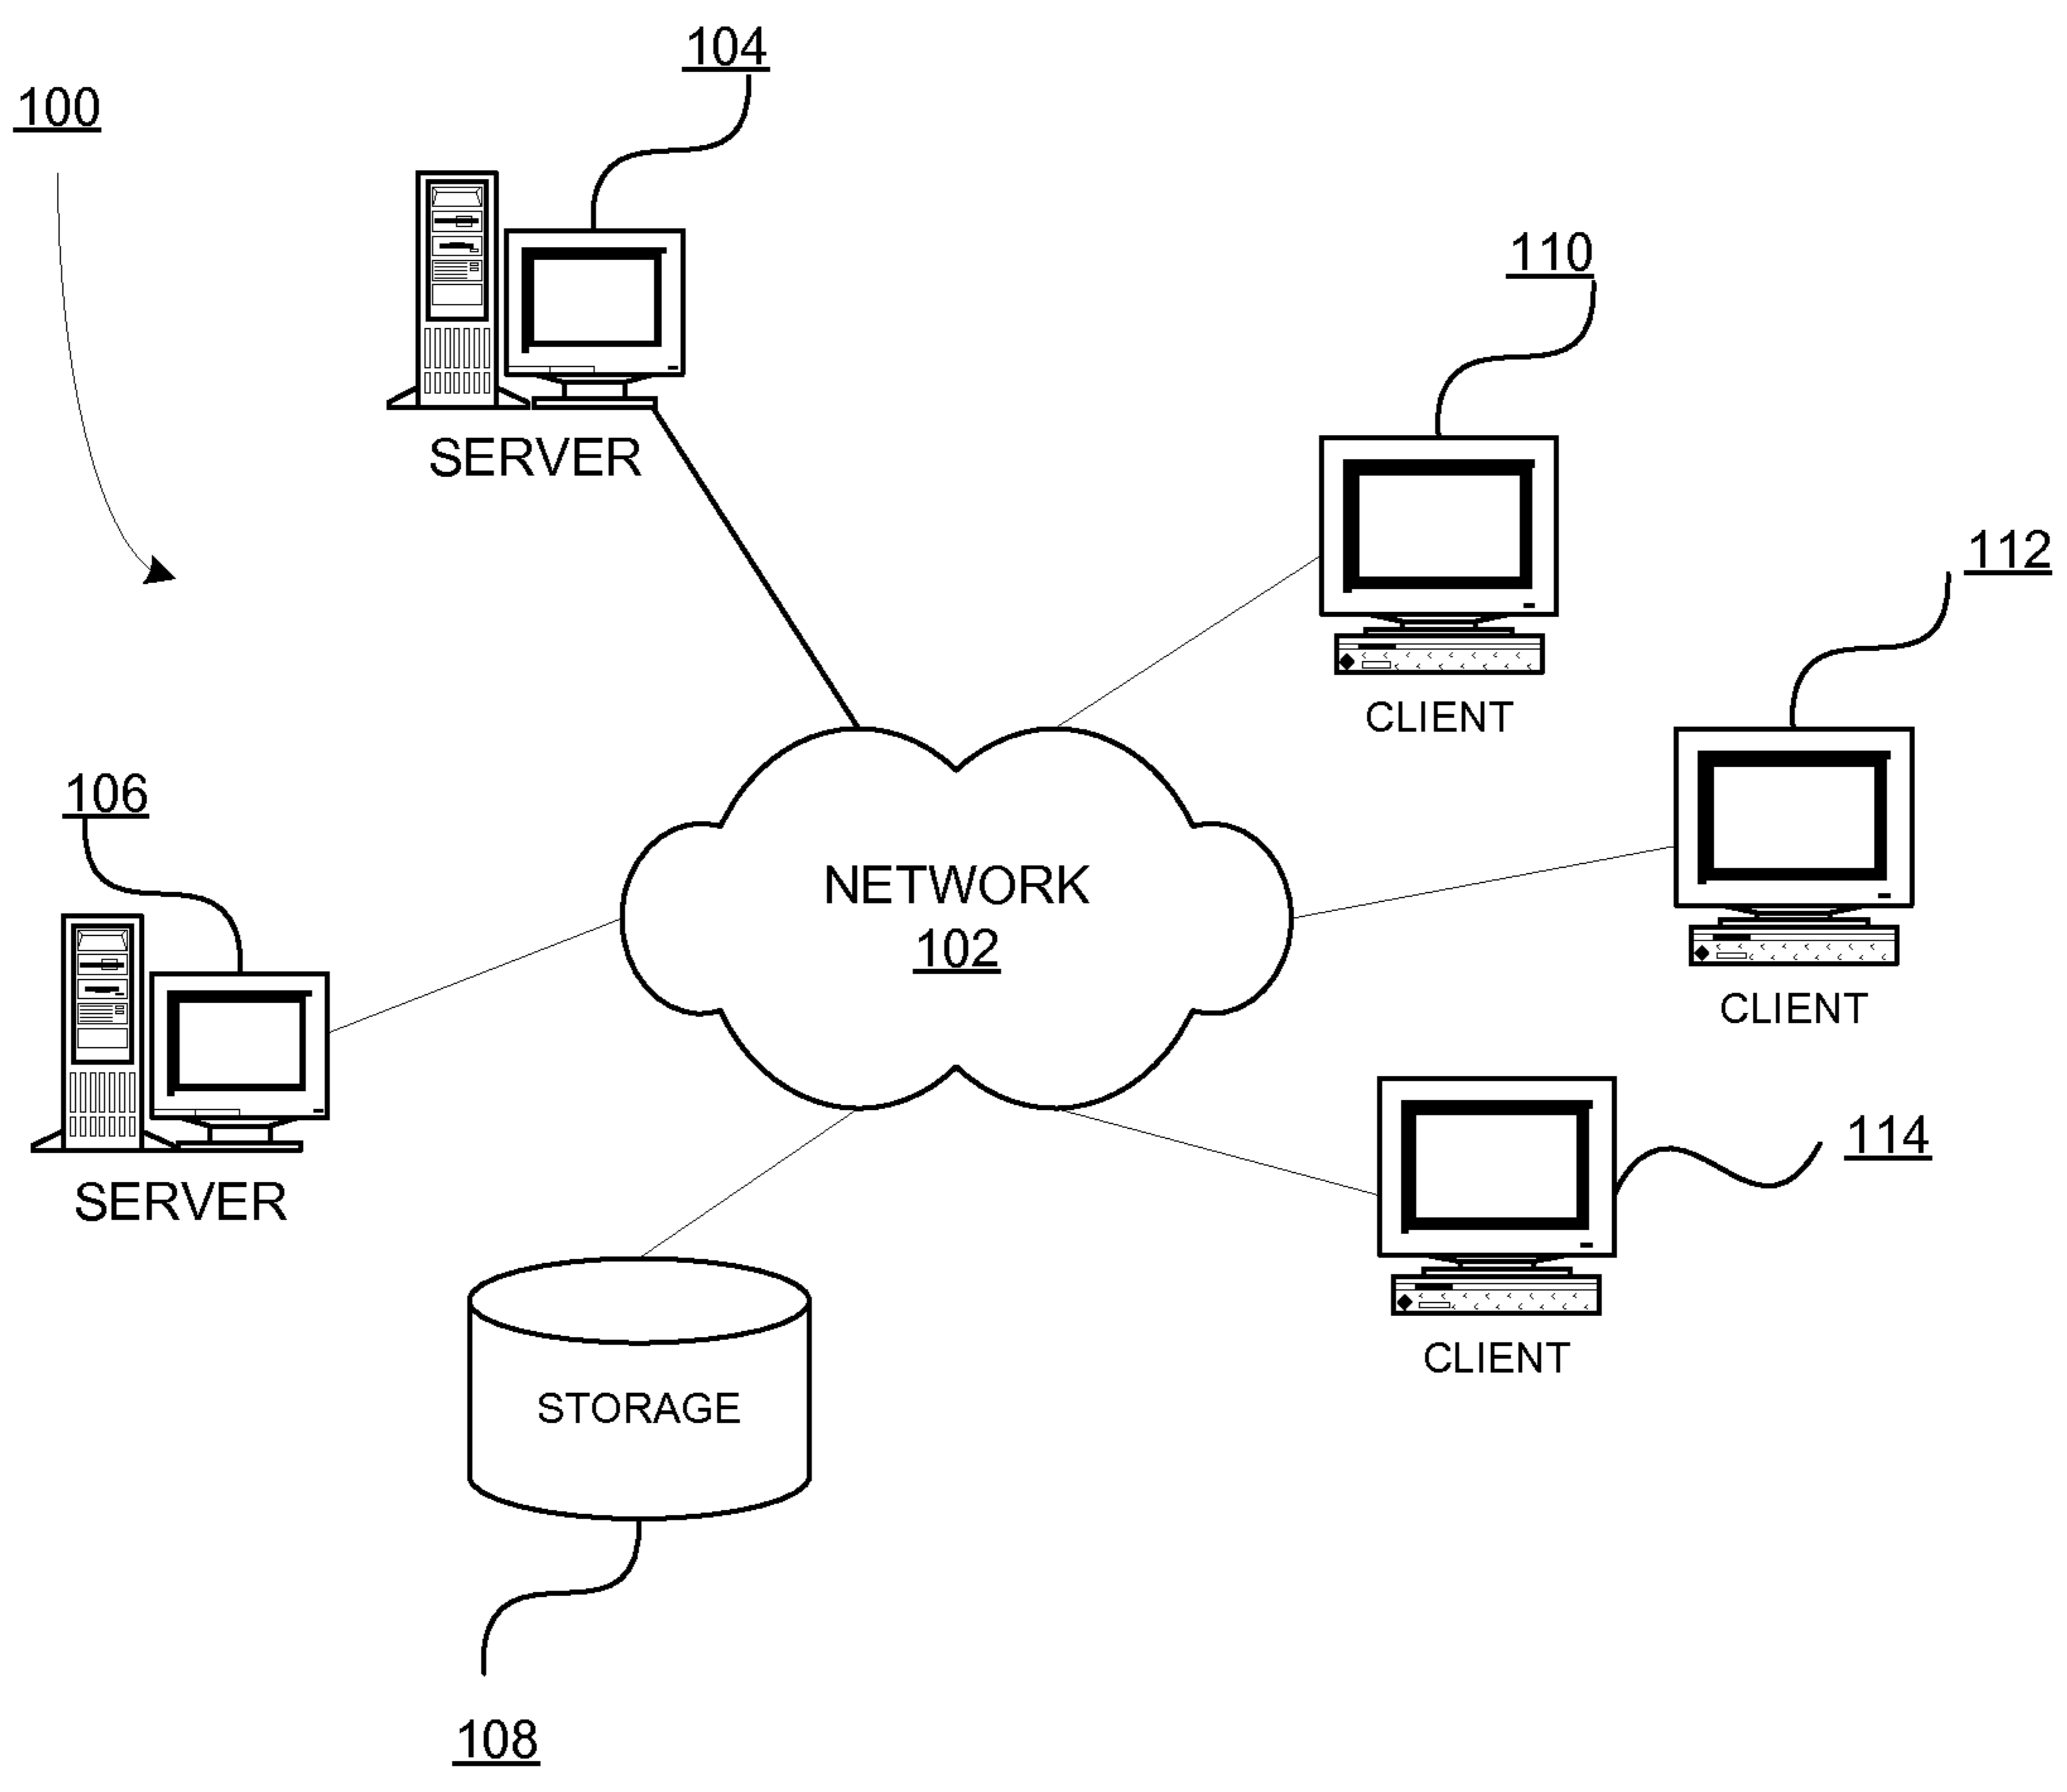 104
100
110
SERVER
112
CLIENT
106
NETWORK
102
CLIENT
114
SERVER
CLIENT
STORAGE
108